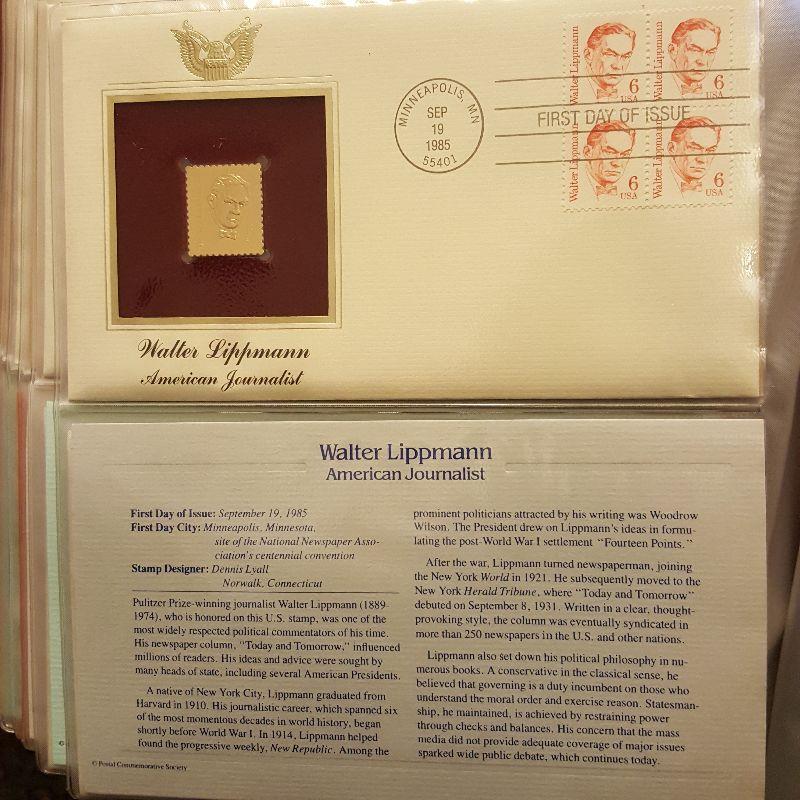 MINNEAPOLIS, MN
SEP
19
1985
55401
FIRST DAY OF ISSUE
Walter Lippmann
6
USA
Walter Lippmann
6
USA
Walter Lippmann
6
USA
Walter Lippmann
6
USA
Walter Lippmann
American Journalist
Walter Lippmann
American Journalist
First Day of Issue: September 19, 1985
First Day City: Minneapolis, Minnesota,
site of the National Newspaper Asso-
ciation's centennial convention
Stamp Designer: Dennis Lyall
Norwalk, Connecticut
Pulitzer Prize-winning journalist Walter Lippmann (1889-
1974), who is honored on this U.S. stamp, was one of the
most widely respected political commentators of his time.
His newspaper column, "Today and Tomorrow," influenced
millions of readers. His ideas and advice were sought by
many heads of state, including several American Presidents.
A native of New York City, Lippmann graduated from
Harvard in 1910. His journalistic career, which spanned six
of the most momentous decades in world history, began
shortly before World War I. In 1914, Lippmann helped
found the progressive weekly, New Republic. Among the
prominent politicians attracted by his writing was Woodrow
Wilson. The President drew on Lippmann's ideas in formu-
lating the post-World War I settlement "Fourteen Points."
After the war, Lippmann turned newspaperman, joining
the New York World in 1921. He subsequently moved to the
New York Herald Tribune, where "Today and Tomorrow"
debuted on September 8, 1931. Written in a clear, thought-
provoking style, the column was eventually syndicated in
more than 250 newspapers in the U.S. and other nations.
Lippmann also set down his political philosophy in nu-
merous books. A conservative in the classical sense, he
believed that governing is a duty incumbent on those who
understand the moral order and exercise reason. Statesman-
ship, he maintained, is achieved by restraining power
through checks and balances. His concern that the mass
media did not provide adequate coverage of major issues
sparked wide public debate, which continues today.
© Postal Commemorative Society